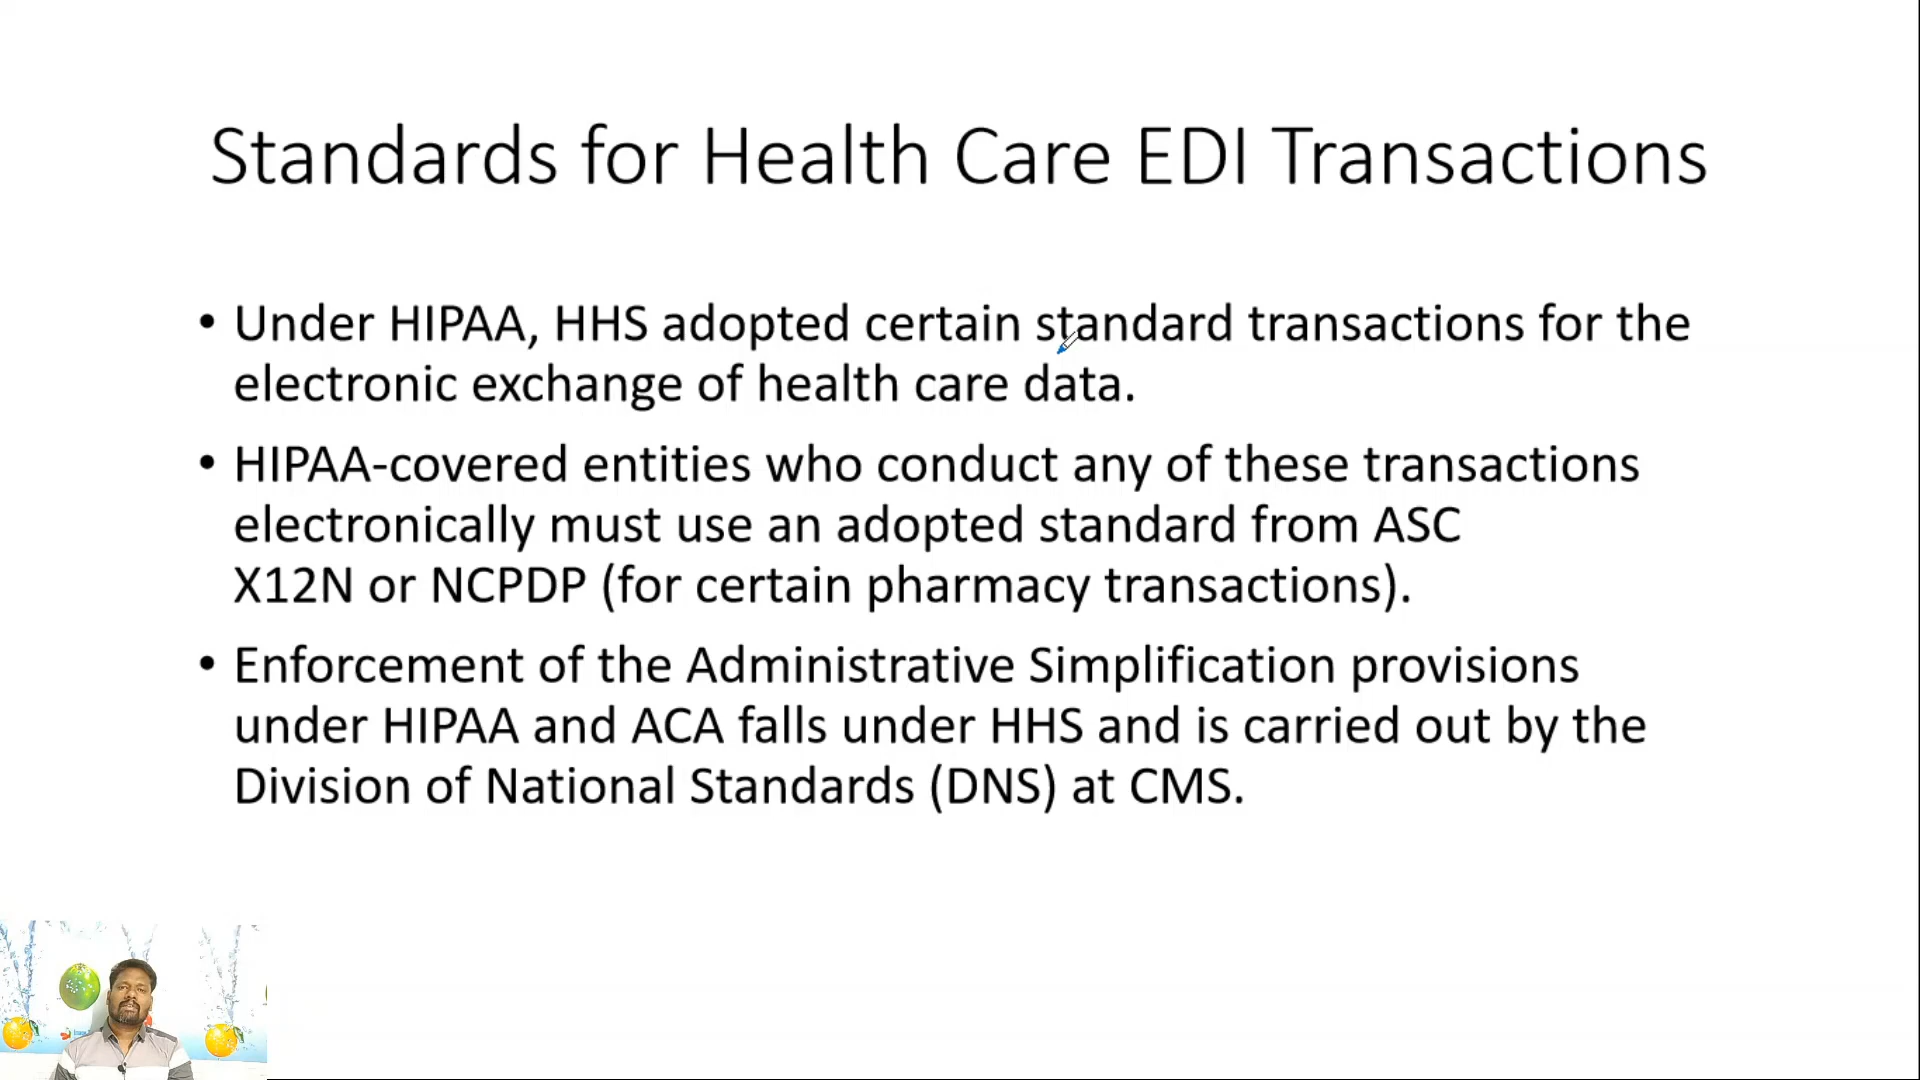 Standards for Health Care EDI Transactions
• Under HIPAA, HHS adopted certain standard transactions for the
electronic exchange of health care data.
• HIPAA-covered entities who conduct any of these transactions
electronically must use an adopted standard from ASC
X12N or NCPDP (for certain pharmacy transactions).
• Enforcement of the Administrative Simplification provisions
under HIPAA and ACA falls under HHS and is carried out by the
Division of National Standards (DNS) at CMS.